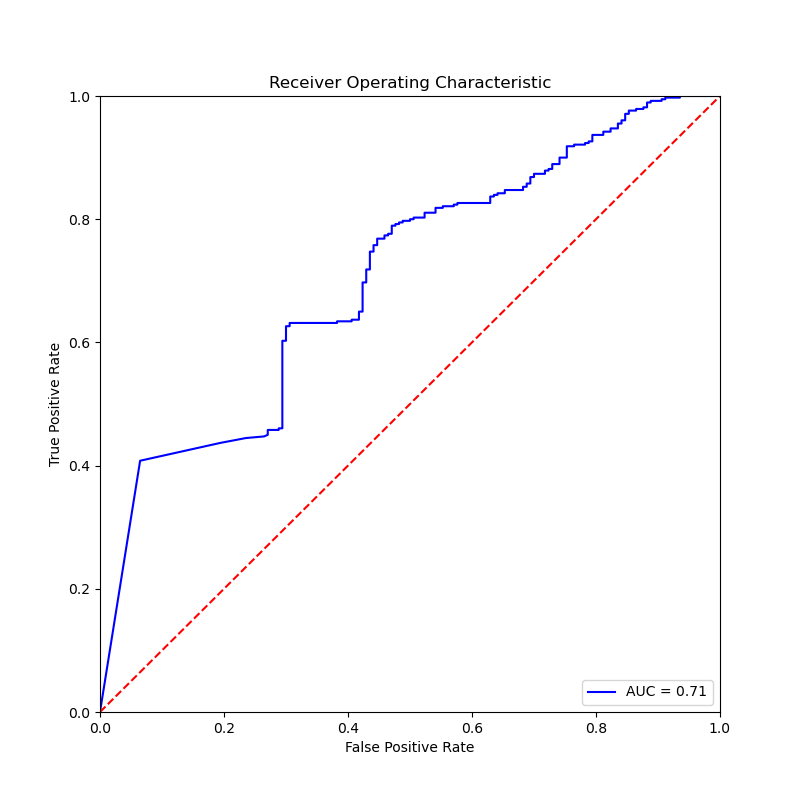 Receiver Operating Characteristic
True Positive Rate
1.0
0.8
0.6
0.4
0.2
0.0
AUC = 0.71
0.0 0.2 0.4 0.6 0.8 1.0
False Positive Rate